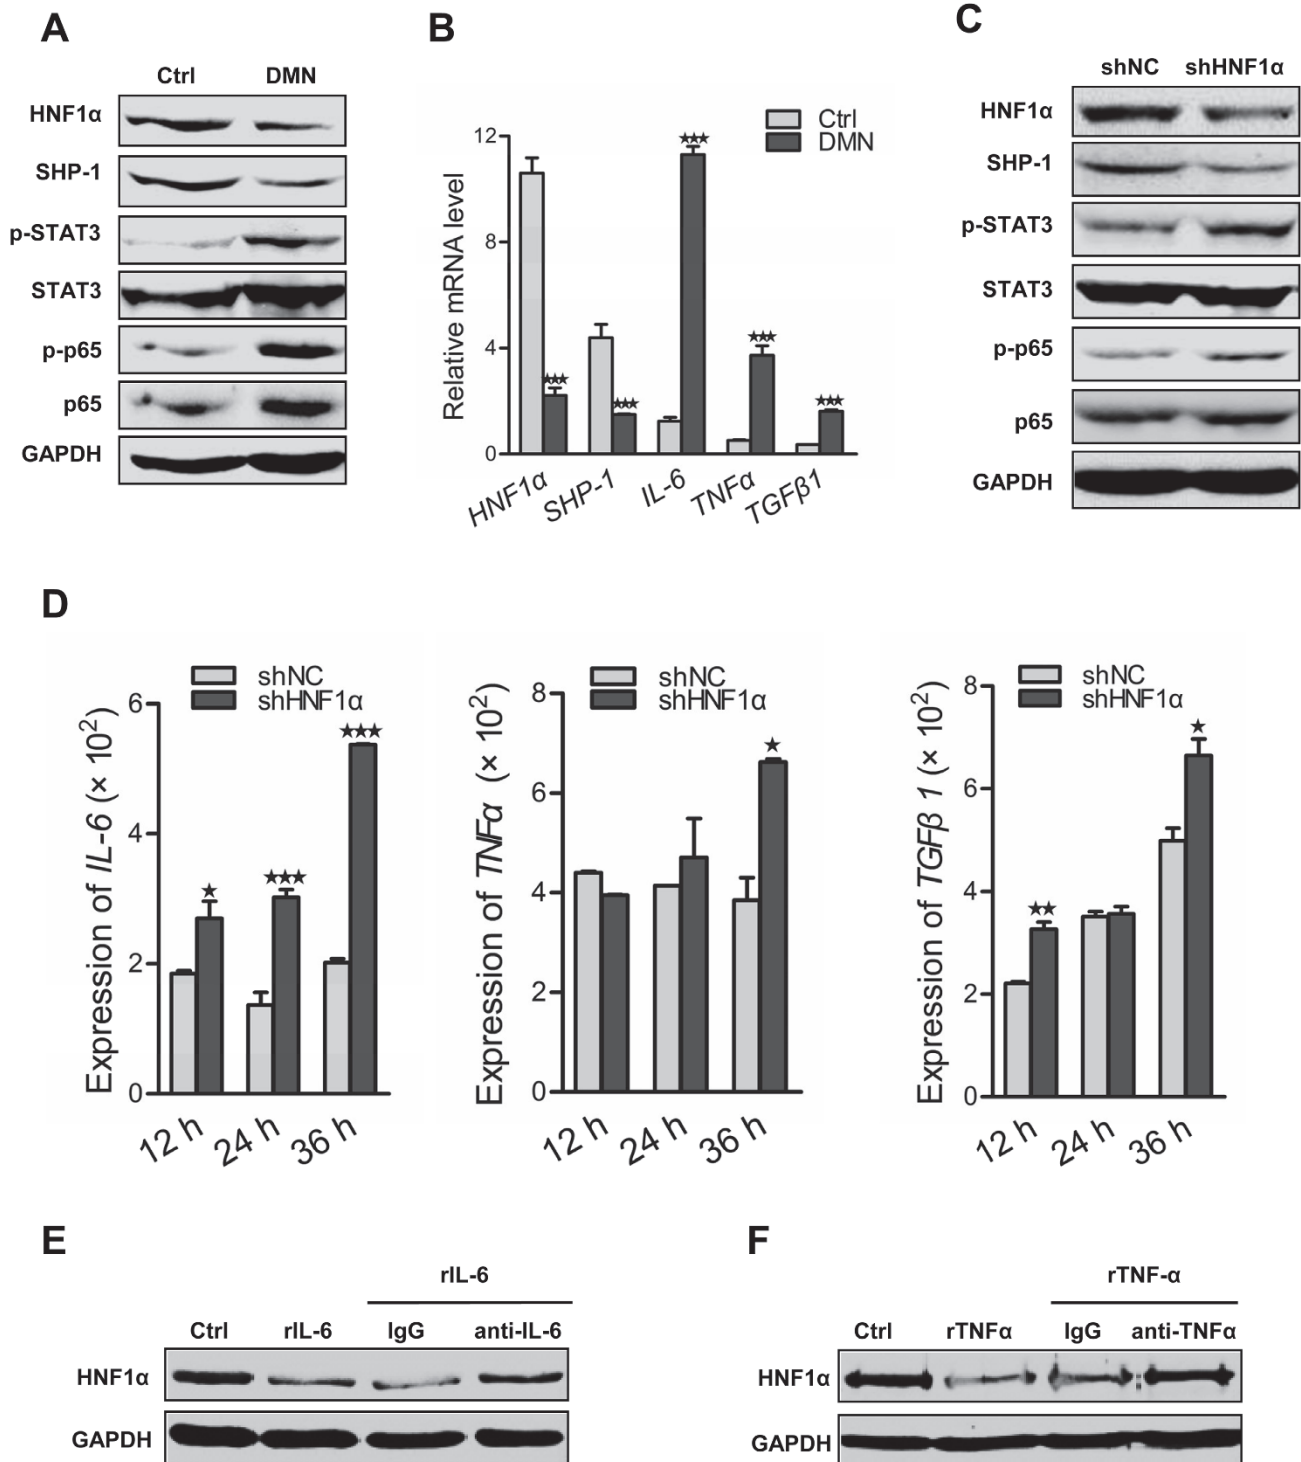 A
Ctrl DMN
HNF1α
SHP-1
p-STAT3
STAT3
p-p65
p65
GAPDH
B
Ctrl
DMN
Relative mRNA level
12
8
4
0
★★★
★★★
★★★
★★★
★★★
HNF1α SHP-1 IL-6 TNFα TGFβ1
C
shNC shHNF1α
HNF1α
SHP-1
p-STAT3
STAT3
p-p65
p65
GAPDH
D
shNC
shHNF1α
Expression of IL-6 (× 10²)
6
4
2
0
★
★★★
★★★
12 h 24 h 36 h
shNC
shHNF1α
Expression of TNFα (× 10²)
8
6
4
2
0
★
12 h 24 h 36 h
shNC
shHNF1α
Expression of TGFβ 1 (× 10²)
8
6
4
2
0
★★
★
12 h 24 h 36 h
E
rIL-6
Ctrl rIL-6 IgG anti-IL-6
HNF1α
GAPDH
F
rTNF-α
Ctrl rTNFα IgG anti-TNFα
HNF1α
GAPDH